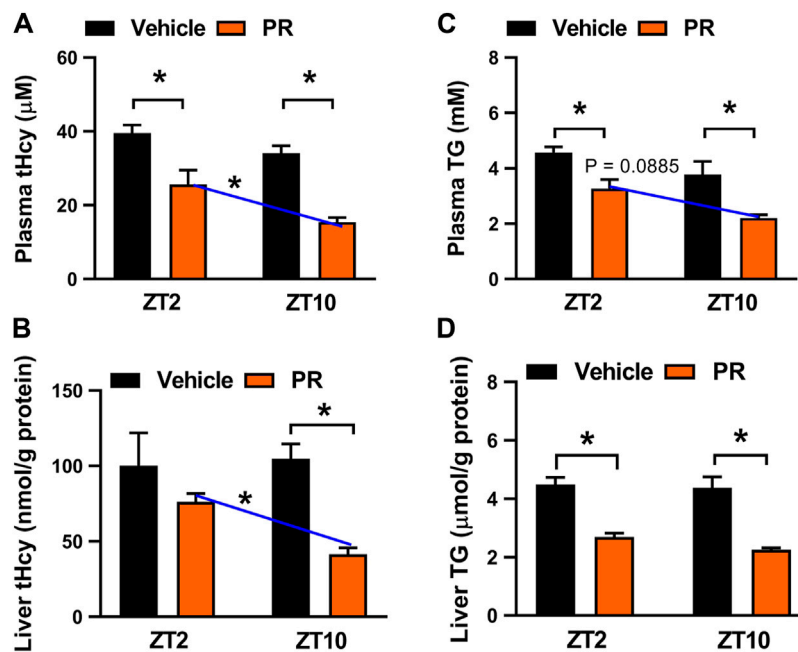 A
Vehicle PR
Plasma tHcy (μM)
60
40
20
0
*
*
*
ZT2 ZT10
B
Vehicle PR
Liver tHcy (nmol/g protein)
150
100
50
0
*
*
ZT2 ZT10
C
Vehicle PR
Plasma TG (mM)
8
6
4
2
0
*
*
P = 0.0885
ZT2 ZT10
D
Vehicle PR
Liver TG (μmol/g protein)
8
6
4
2
0
*
*
ZT2 ZT10